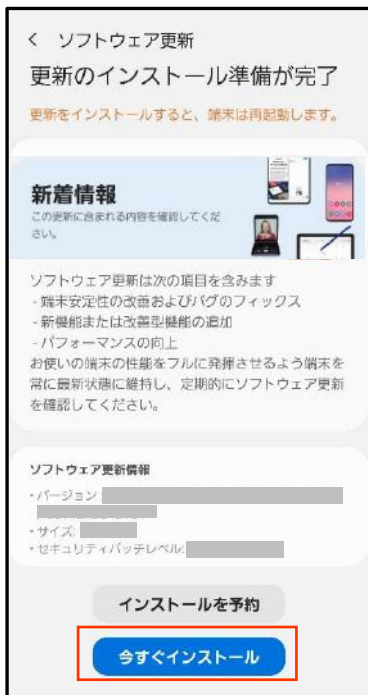 く ソフトウェア更新
更新のインストール準備が完了
更新をインストールすると、端末は再起動します。
新着情報
この更新に含まれる内容を確認してくだ
さい。
ソフトウェア更新は次の項目を含みます
- 端末安定性の改善およびバグのフィックス
- 新機能または改善型機能の追加
- パフォーマンスの向上
お使いの端末の性能をフルに発揮させるよう端末を
常に最新状態に維持し、定期的にソフトウェア更新
を確認してください。
ソフトウェア更新情報
・バージョン:
・サイズ:
・セキュリティパッチレベル:
インストールを予約
今すぐインストール